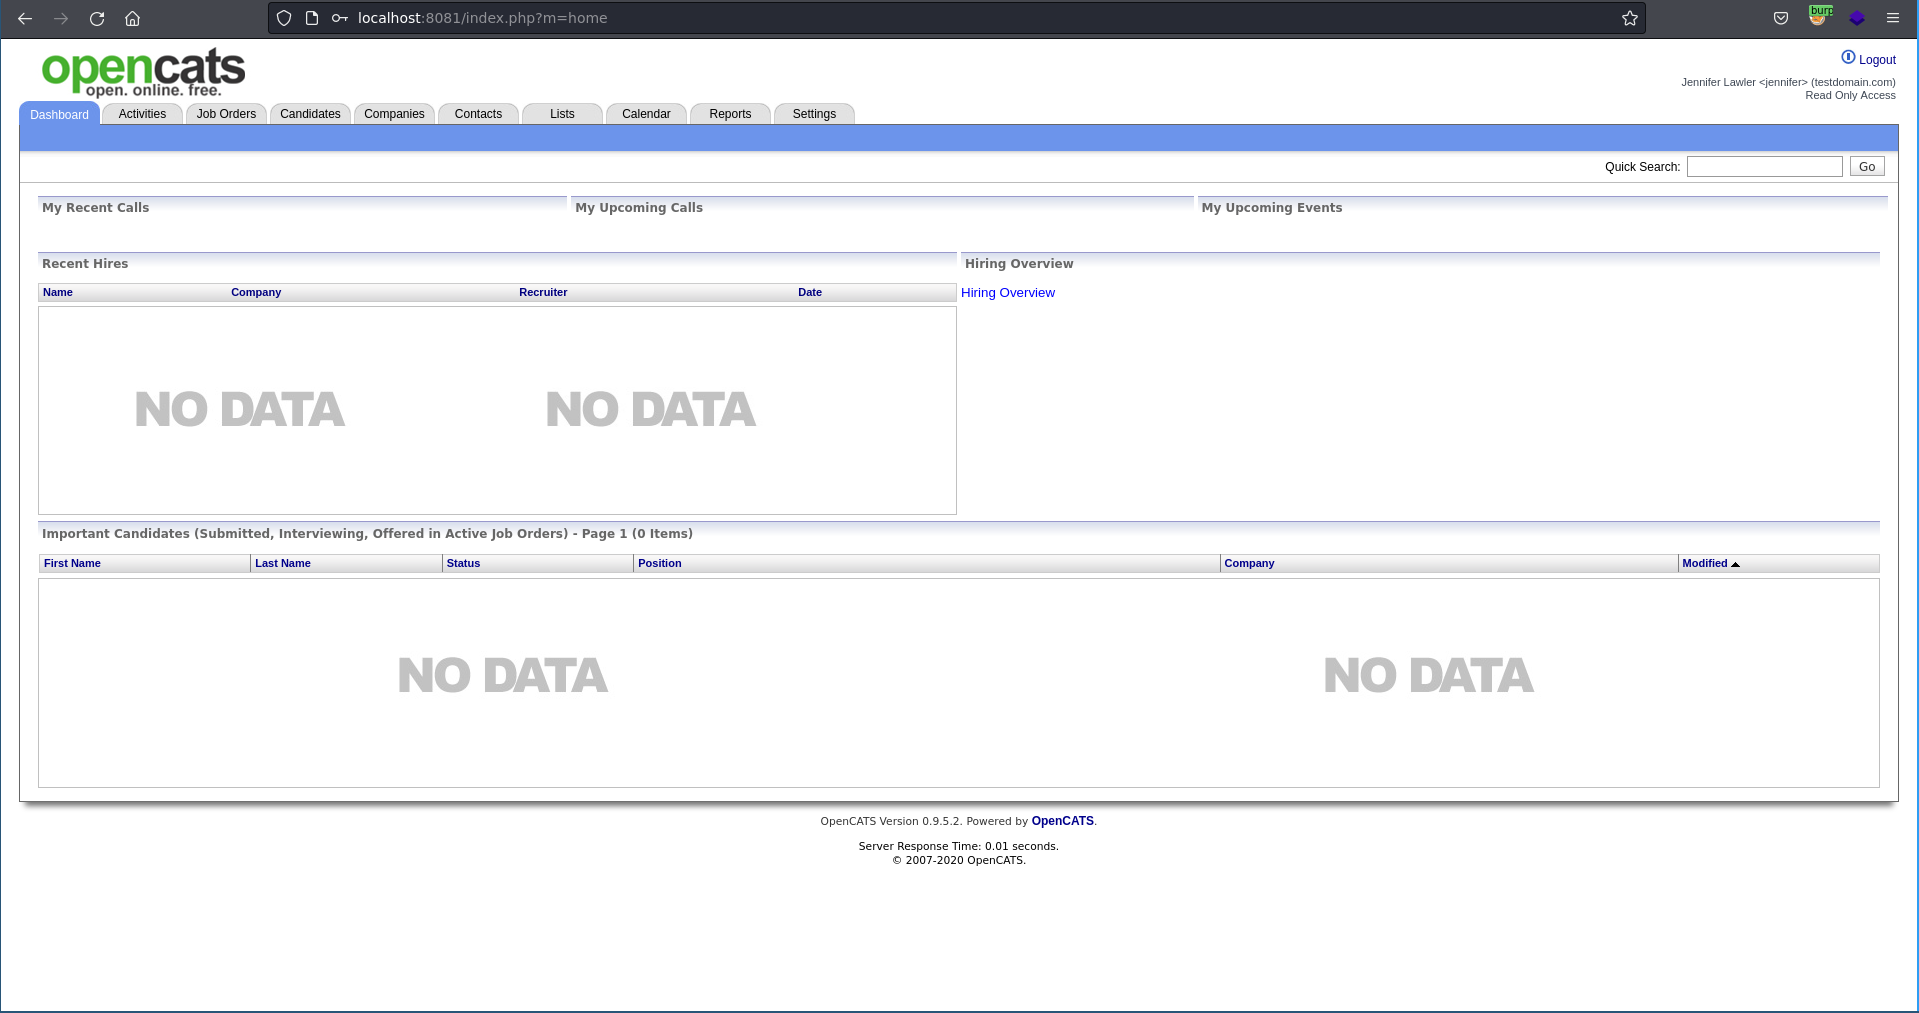 localhost:8081/index.php?m=home
burp
opencats
open. online. free.
Logout
Jennifer Lawler <jennifer> (testdomain.com)
Read Only Access
Dashboard Activities Job Orders Candidates Companies Contacts Lists Calendar Reports Settings
Quick Search: Go
My Recent Calls My Upcoming Calls My Upcoming Events
Recent Hires Hiring Overview
Name Company Recruiter Date Hiring Overview
NO DATA NO DATA
Important Candidates (Submitted, Interviewing, Offered in Active Job Orders) - Page 1 (0 Items)
First Name Last Name Status Position Company Modified
NO DATA NO DATA
OpenCATS Version 0.9.5.2. Powered by OpenCATS.
Server Response Time: 0.01 seconds.
© 2007-2020 OpenCATS.